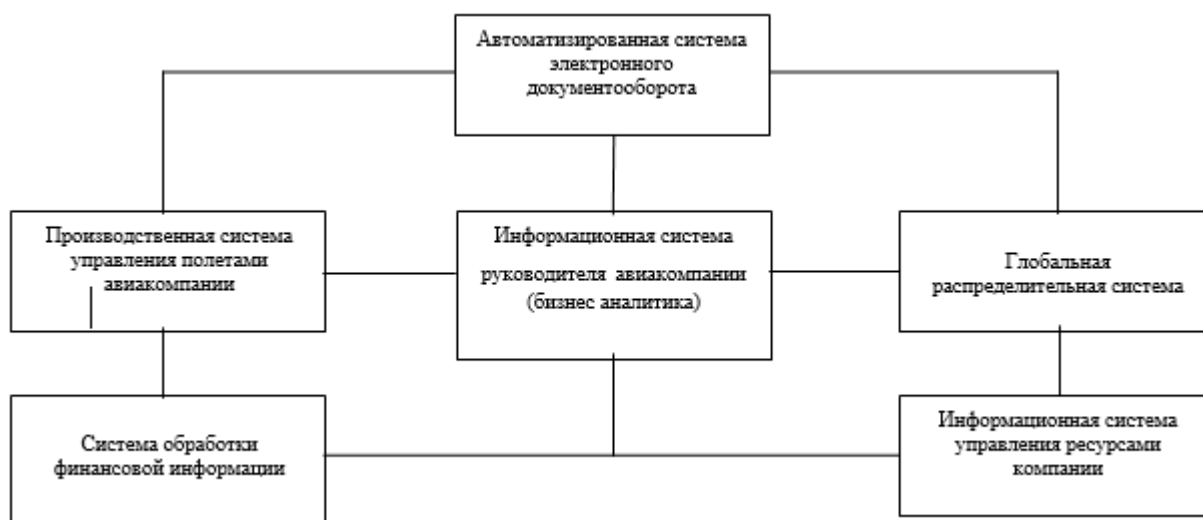 Автоматизированная система
электронного
документооборота
Производственная система
управления полетами
авиакомпании
Информационная система
руководителя авиакомпании
(бизнес аналитика)
Глобальная
распределительная система
Система обработки
финансовой информации
Информационная система
управления ресурсами
компании